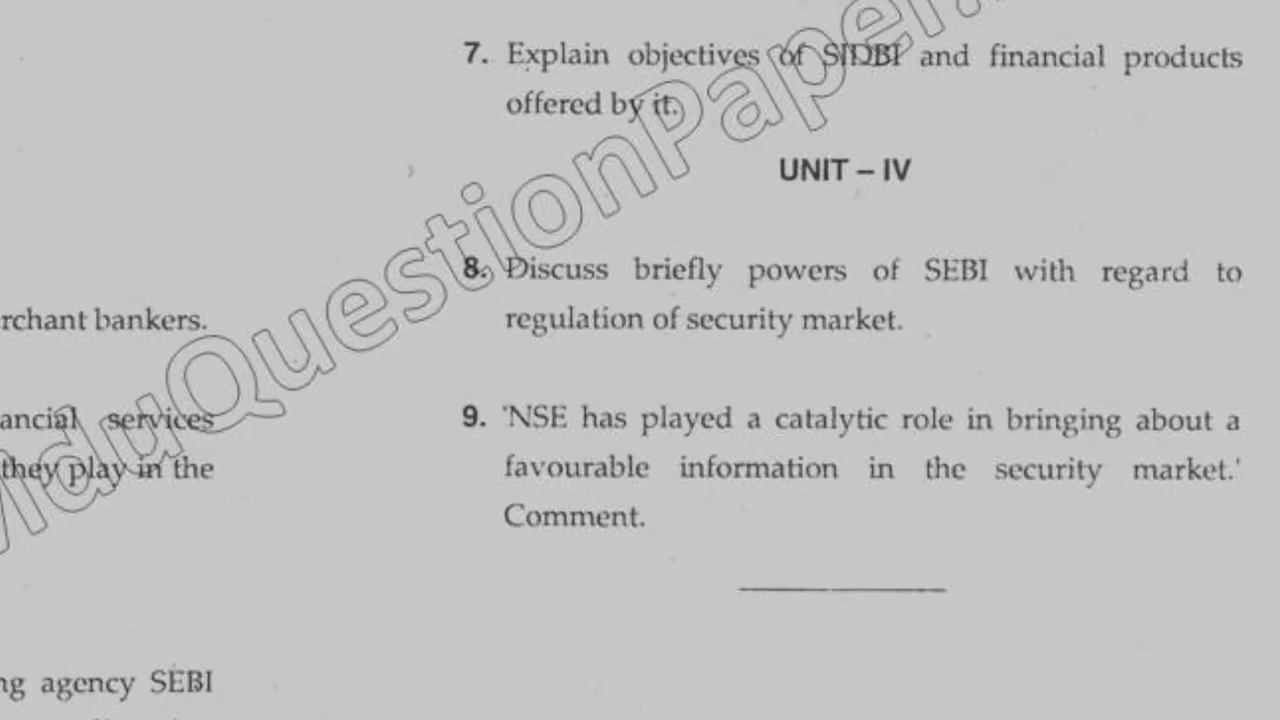 7. Explain objectives of SIDBI and financial products
offered by it.
UNIT – IV
8. Discuss briefly powers of SEBI with regard to
regulation of security market.
9. 'NSE has played a catalytic role in bringing about a
favourable information in the security market.'
Comment.
rchant bankers.
ancial services
they play in the
ng agency SEBI
iduQuestionPaper